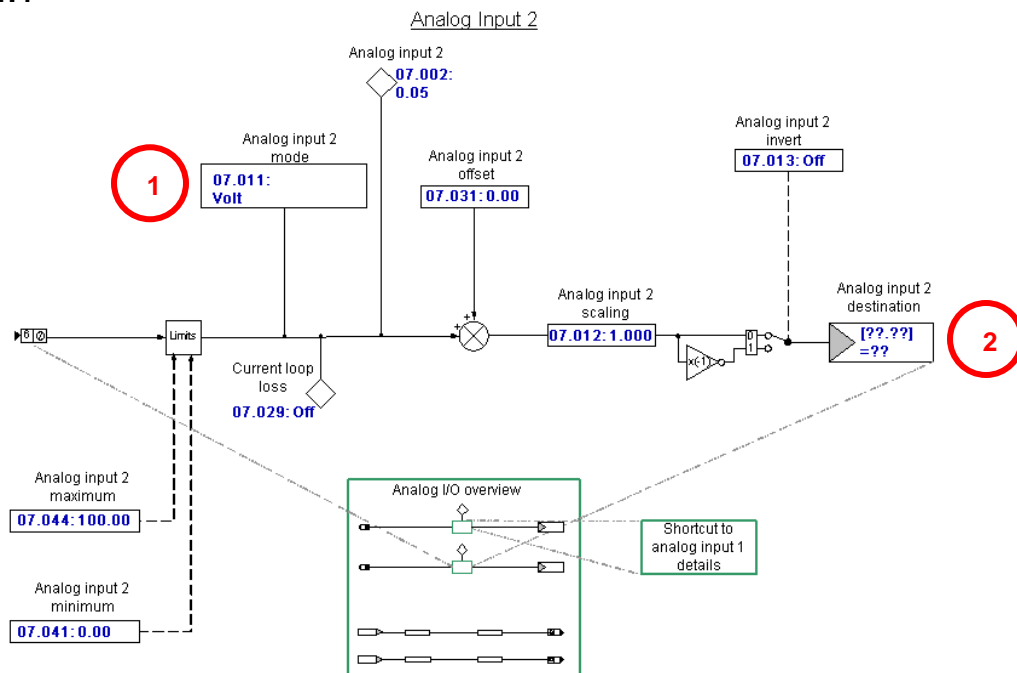 Analog Input 2
Analog input 2
07.002:
0.05
Analog input 2
mode
07.011:
Volt
1
Analog input 2
offset
07.031:0.00
Analog input 2
invert
07.013:Off
Analog input 2
scaling
07.012:1.000
Analog input 2
destination
[??.??]
=??
2
6
Limits
Current loop
loss
07.029:Off
x(-1)
0
1
Analog input 2
maximum
07.044:100.00
Analog input 2
minimum
07.041:0.00
Analog I/O overview
Shortcut to
analog input 1
details